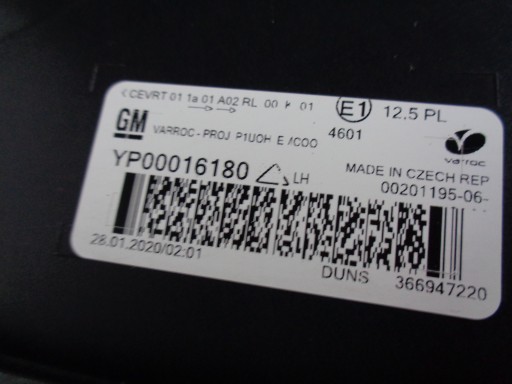 CEVRT 01 1a 01 A02 RL 00 01
E1 12.5 PL
4601
GM
VARROC - PROJ P1UOH E /COO
varroc
YP00016180 LH
MADE IN CZECH REP
00201195-06-
28.01.2020/02:01
DUNS 366947220